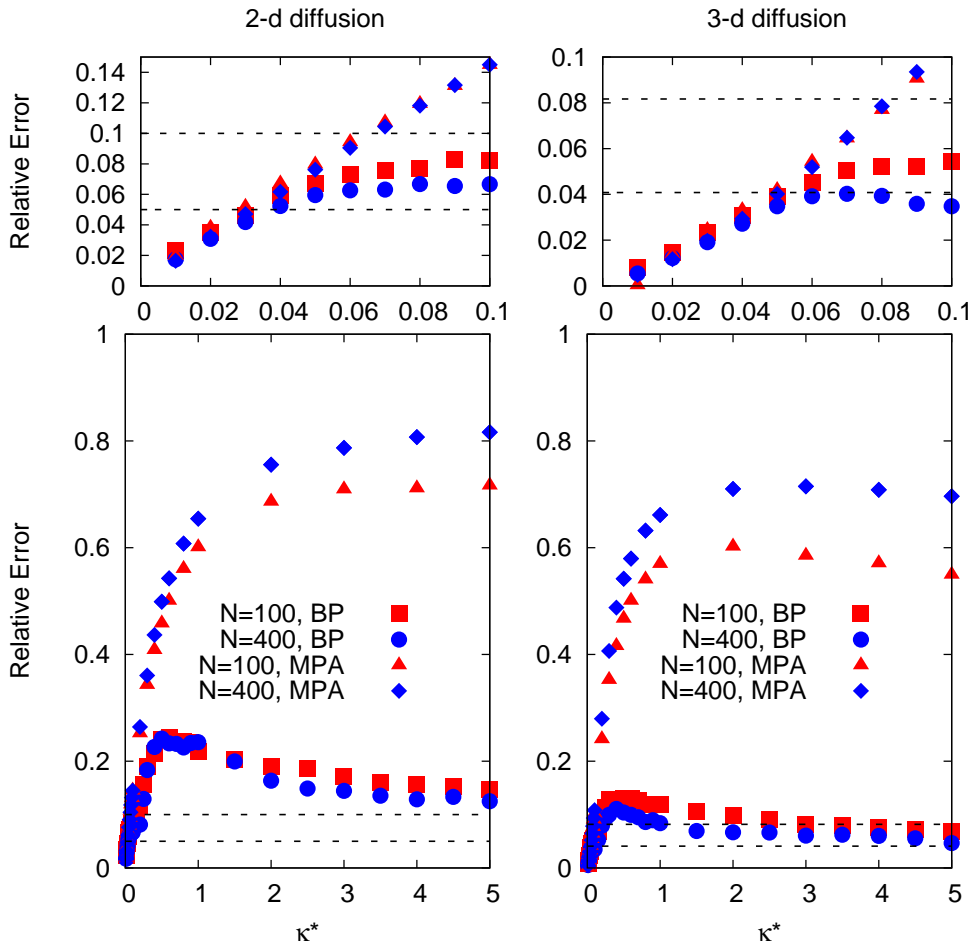 2-d diffusion
3-d diffusion
Relative Error
0.14
0.12
0.1
0.08
0.06
0.04
0.02
0
0 0.02 0.04 0.06 0.08 0.1
0.1
0.08
0.06
0.04
0.02
0
0 0.02 0.04 0.06 0.08 0.1
Relative Error
1
0.8
0.6
0.4
0.2
0
N=100, BP
N=400, BP
N=100, MPA
N=400, MPA
0 1 2 3 4 5
κ*
Relative Error
1
0.8
0.6
0.4
0.2
0
N=100, BP
N=400, BP
N=100, MPA
N=400, MPA
0 1 2 3 4 5
κ*
Relative Error